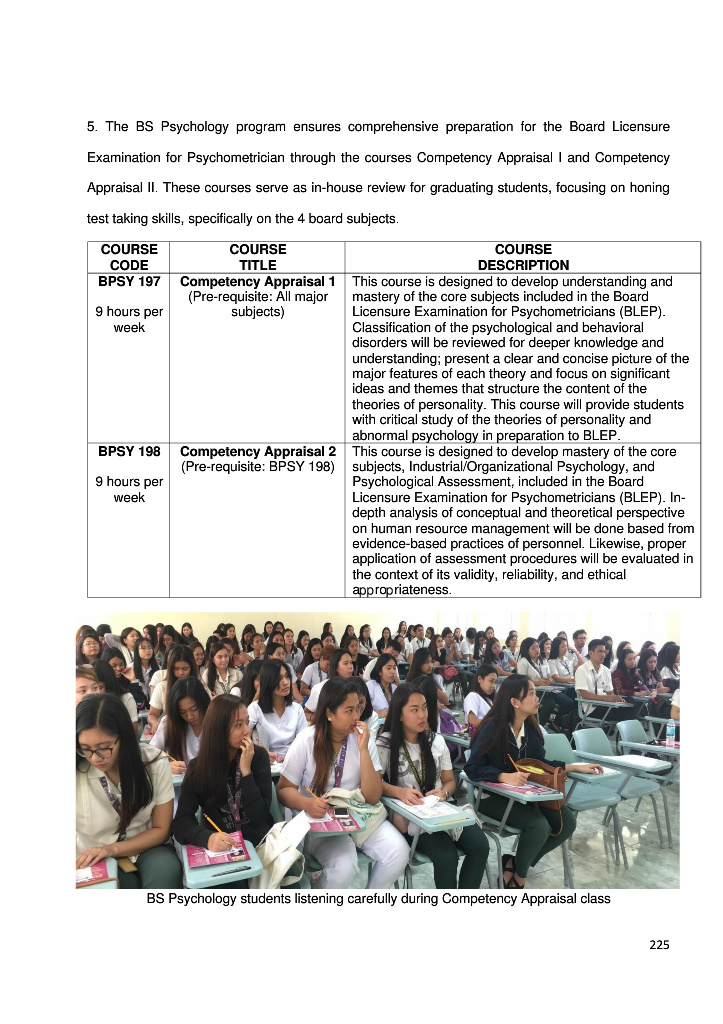 5. The BS Psychology program ensures comprehensive preparation for the Board Licensure
Examination for Psychometrician through the courses Competency Appraisal I and Competency
Appraisal II. These courses serve as in-house review for graduating students, focusing on honing
test taking skills, specifically on the 4 board subjects.
COURSE
CODE
COURSE
TITLE
COURSE
DESCRIPTION
BPSY 197
9 hours per
week
Competency Appraisal 1
(Pre-requisite: All major
subjects)
This course is designed to develop understanding and
mastery of the core subjects included in the Board
Licensure Examination for Psychometricians (BLEP).
Classification of the psychological and behavioral
disorders will be reviewed for deeper knowledge and
understanding; present a clear and concise picture of the
major features of each theory and focus on significant
ideas and themes that structure the content of the
theories of personality. This course will provide students
with critical study of the theories of personality and
abnormal psychology in preparation to BLEP.
BPSY 198
9 hours per
week
Competency Appraisal 2
(Pre-requisite: BPSY 198)
This course is designed to develop mastery of the core
subjects, Industrial/Organizational Psychology, and
Psychological Assessment, included in the Board
Licensure Examination for Psychometricians (BLEP). In-
depth analysis of conceptual and theoretical perspective
on human resource management will be done based from
evidence-based practices of personnel. Likewise, proper
application of assessment procedures will be evaluated in
the context of its validity, reliability, and ethical
appropriateness.
BS Psychology students listening carefully during Competency Appraisal class
225